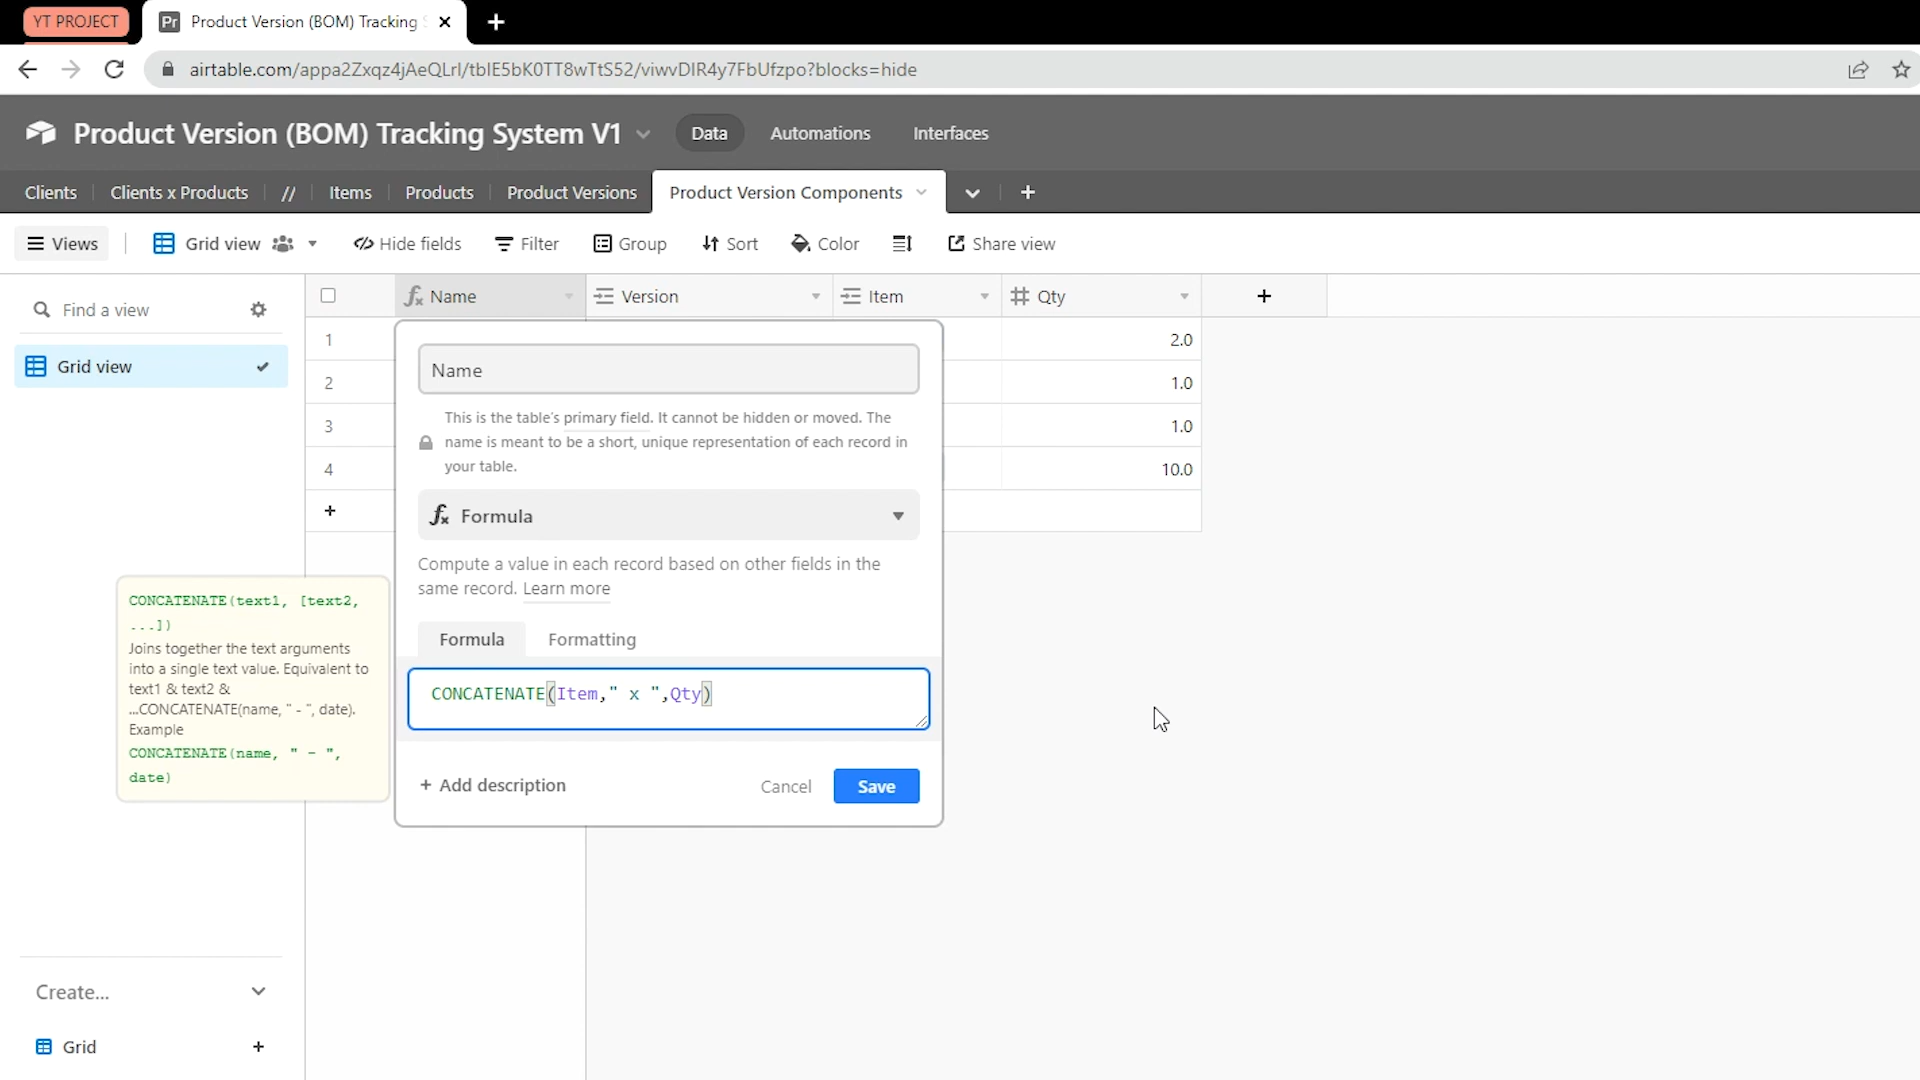 YT PROJECT
Product Version (BOM) Tracking S
airtable.com/appa2Zxqz4jAeQLrI/tblE5bK0TT8wTtS52/viwvDIR4y7FbUfzpo?blocks=hide
Product Version (BOM) Tracking System V1
Data
Automations
Interfaces
Clients
Clients x Products
//
Items
Products
Product Versions
Product Version Components
Views
Grid view
Hide fields
Filter
Group
Sort
Color
Share view
Find a view
Grid view
Name
Version
Item
Qty
1
2.0
2
1.0
3
1.0
4
10.0
Name
This is the table's primary field. It cannot be hidden or moved. The
name is meant to be a short, unique representation of each record in
your table.
Formula
Compute a value in each record based on other fields in the
same record. Learn more
Formula
Formatting
CONCATENATE(Item," x ",Qty)
+ Add description
Cancel
Save
CONCATENATE(text1, [text2,
...])
Joins together the text arguments
into a single text value. Equivalent to
text1 & text2 &
...CONCATENATE(name, " - ", date).
Example
CONCATENATE(name, " - ",
date)
Create...
Grid